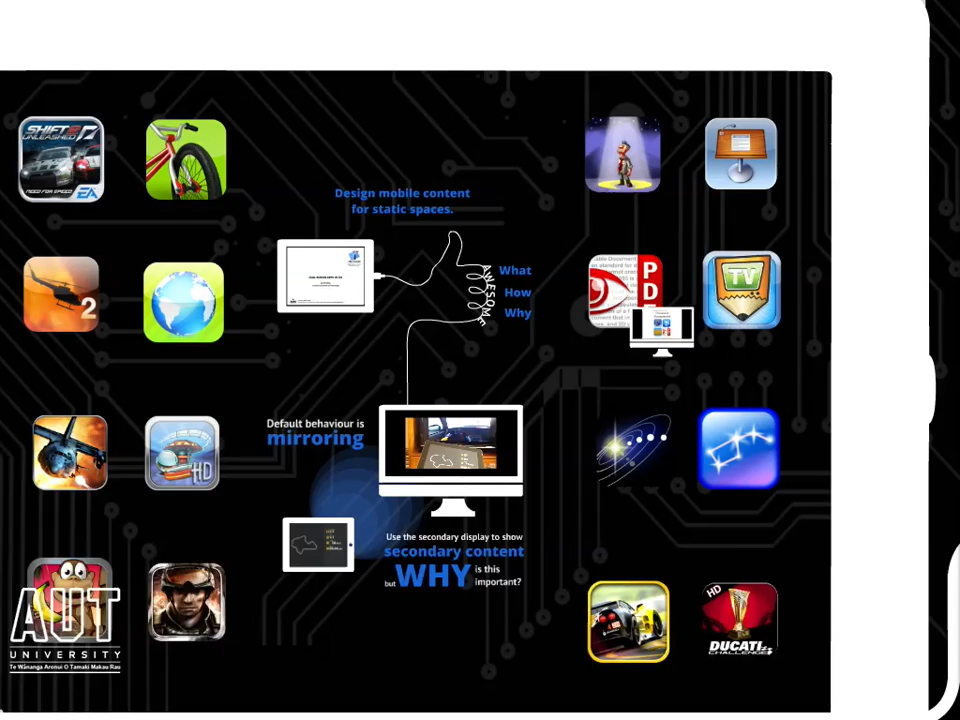 SHIFT 2
UNLEASHED
NEED FOR SPEED
EA
Design mobile content
for static spaces.
AWESOME
What
How
Why
2
PDF
TV
Default behaviour is
mirroring
HD
Use the secondary display to show
secondary content
but WHY is this
important?
AUT
UNIVERSITY
Te Wānanga Aronui O Tamaki Makau Rau
HD
DUCATI
CHALLENGE